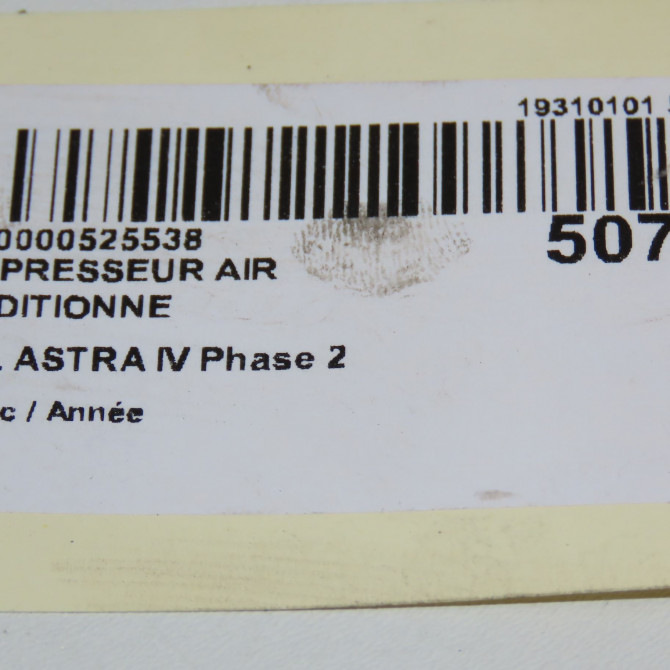 19310101
0000525538
507
PRESSEUR AIR
DITIONNE
. ASTRA IV Phase 2
c / Année